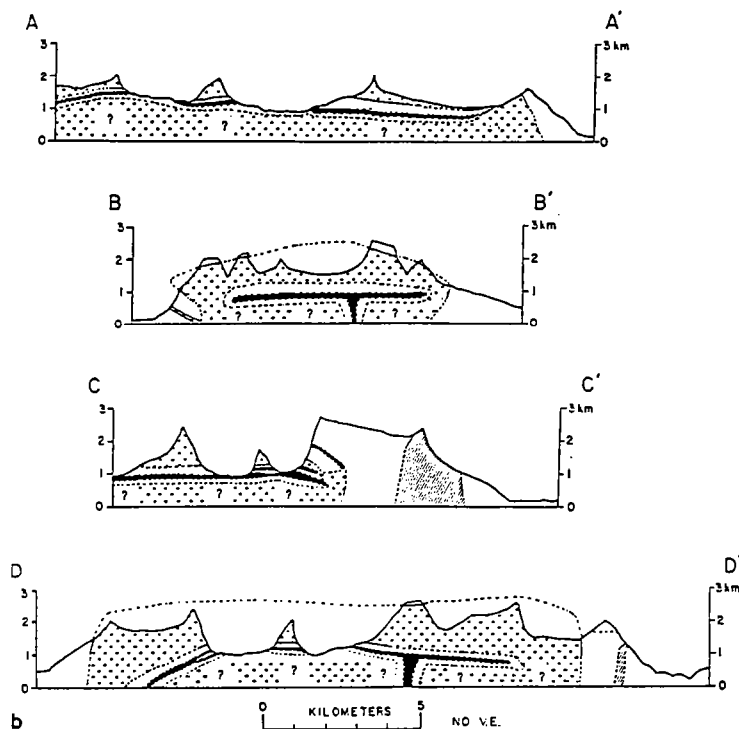 A A'
3 3 km
2 2
1 1
0 ? ? ? 0
B B'
3 3 km
2 2
1 1
0 ? ? ? 0
C C'
3 3 km
2 2
1 1
0 ? ? ? 0
D D'
3 3 km
2 2
1 1
0 ? ? ? ? 0
b 0 KILOMETERS 5 NO V.E.